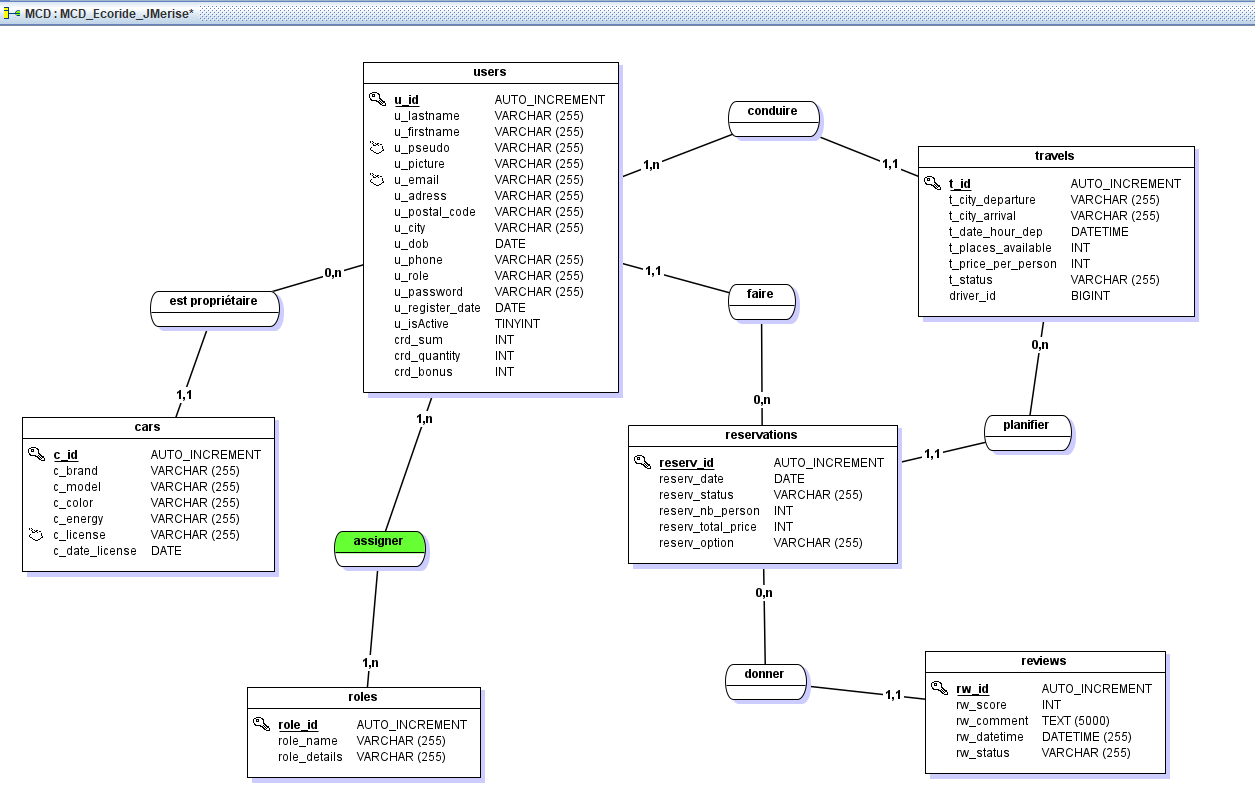 MCD : MCD_Ecoride_JMerise*
users
u_id AUTO_INCREMENT
u_lastname VARCHAR (255)
u_firstname VARCHAR (255)
u_pseudo VARCHAR (255)
u_picture VARCHAR (255)
u_email VARCHAR (255)
u_adress VARCHAR (255)
u_postal_code VARCHAR (255)
u_city VARCHAR (255)
u_dob DATE
u_phone VARCHAR (255)
u_role VARCHAR (255)
u_password VARCHAR (255)
u_register_date DATE
u_isActive TINYINT
crd_sum INT
crd_quantity INT
crd_bonus INT
conduire
1,n
1,1
travels
t_id AUTO_INCREMENT
t_city_departure VARCHAR (255)
t_city_arrival VARCHAR (255)
t_date_hour_dep DATETIME
t_places_available INT
t_price_per_person INT
t_status VARCHAR (255)
driver_id BIGINT
0,n
est propriétaire
1,1
1,1
faire
0,n
0,n
planifier
1,1
cars
c_id AUTO_INCREMENT
c_brand VARCHAR (255)
c_model VARCHAR (255)
c_color VARCHAR (255)
c_energy VARCHAR (255)
c_license VARCHAR (255)
c_date_license DATE
1,n
assigner
1,n
reservations
reserv_id AUTO_INCREMENT
reserv_date DATE
reserv_status VARCHAR (255)
reserv_nb_person INT
reserv_total_price INT
reserv_option VARCHAR (255)
0,n
donner
1,1
roles
role_id AUTO_INCREMENT
role_name VARCHAR (255)
role_details VARCHAR (255)
reviews
rw_id AUTO_INCREMENT
rw_score INT
rw_comment TEXT (5000)
rw_datetime DATETIME (255)
rw_status VARCHAR (255)